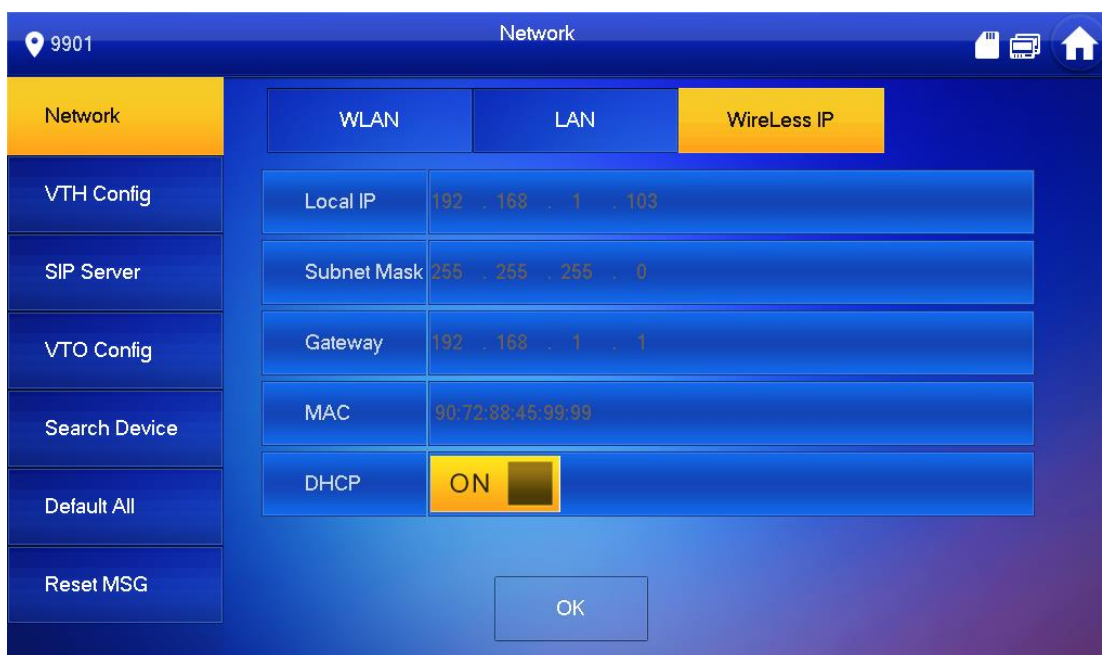 9901
Network
Network
WLAN
LAN
WireLess IP
VTH Config
Local IP 192 . 168 . 1 . 103
SIP Server
Subnet Mask 255 . 255 . 255 . 0
VTO Config
Gateway 192 . 168 . 1 . 1
Search Device
MAC 90:72:88:45:99:99
Default All
DHCP ON
Reset MSG
OK